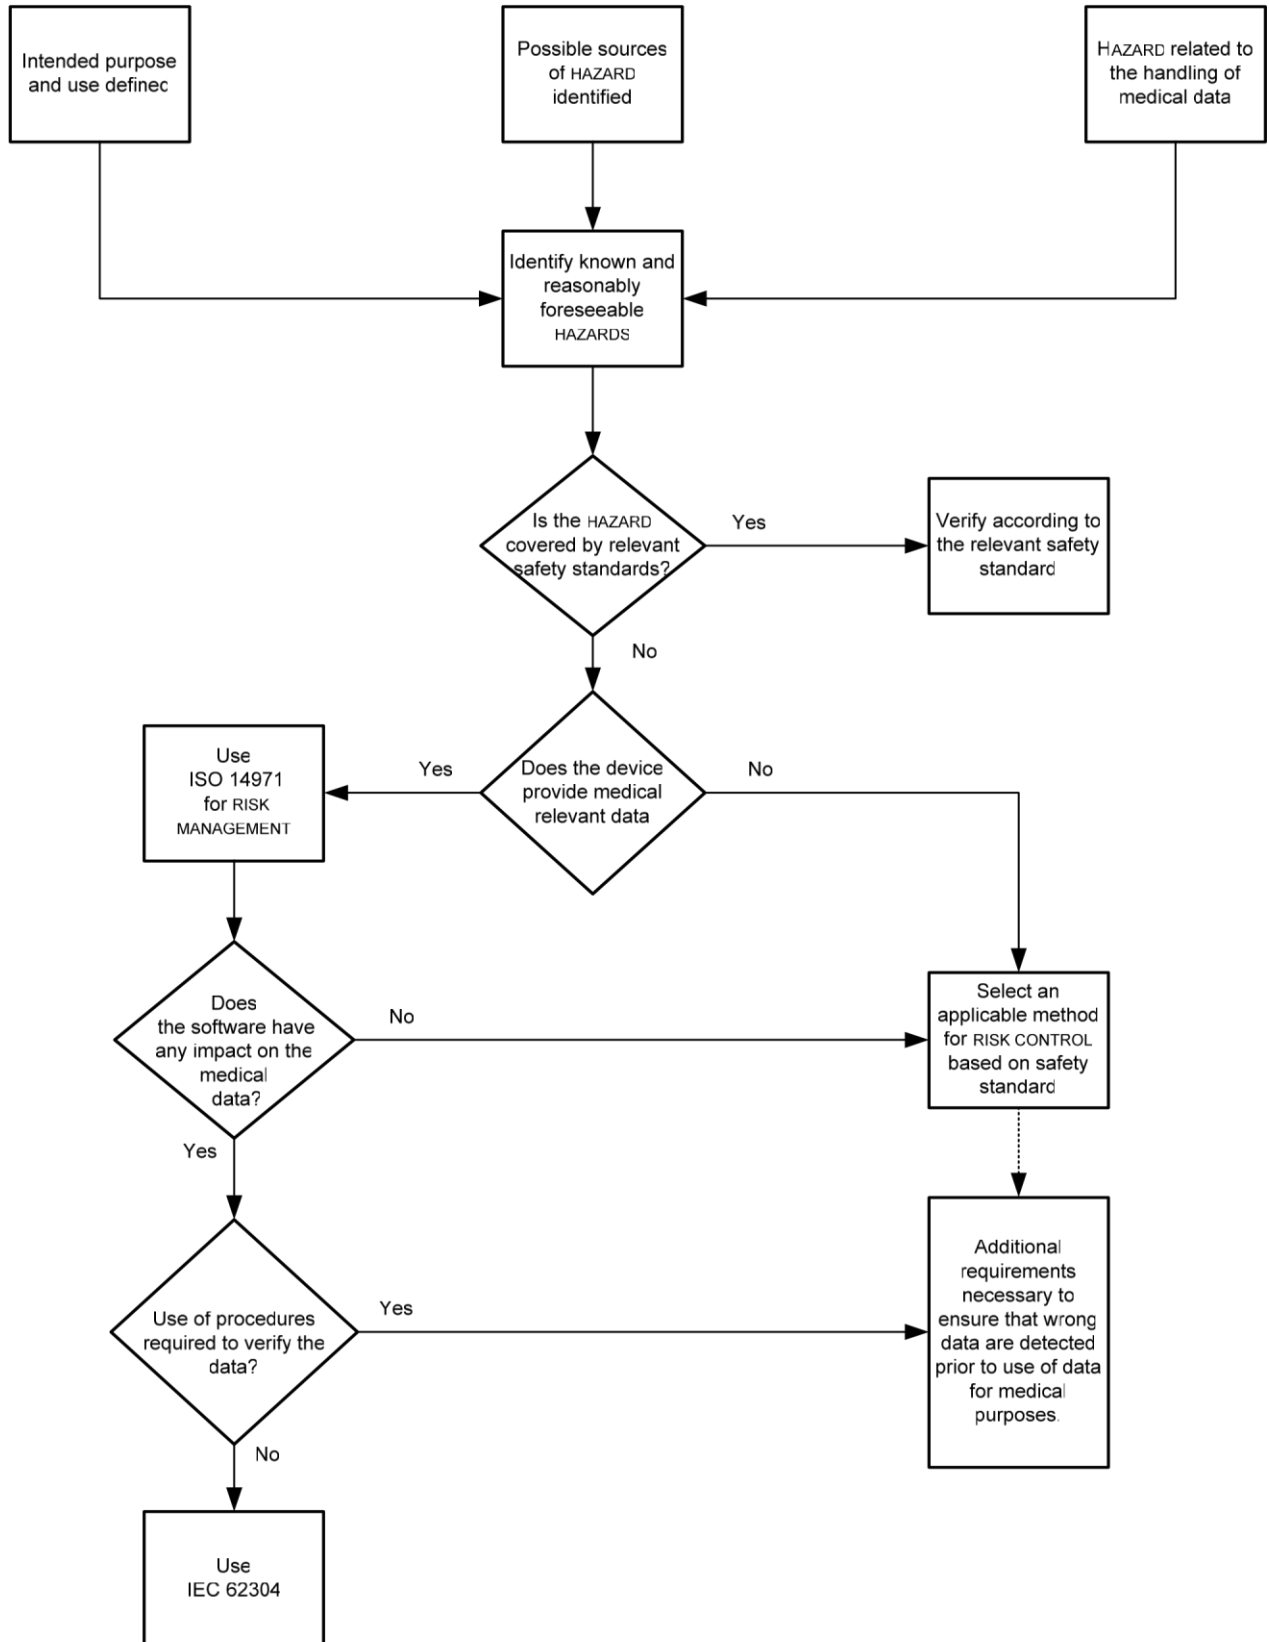 Intended purpose
and use defined
Possible sources
of HAZARD
identified
HAZARD related to
the handling of
medical data
Identify known and
reasonably
foreseeable
HAZARDS
Is the HAZARD
covered by relevant
safety standards?
Yes
Verify according to
the relevant safety
standard
No
Use
ISO 14971
for RISK
MANAGEMENT
Yes
Does the device
provide medical
relevant data
No
Does
the software have
any impact on the
medical
data?
No
Select an
applicable method
for RISK CONTROL
based on safety
standard
Yes
Use of procedures
required to verify the
data?
Yes
Additional
requirements
necessary to
ensure that wrong
data are detected
prior to use of data
for medical
purposes.
No
Use
IEC 62304